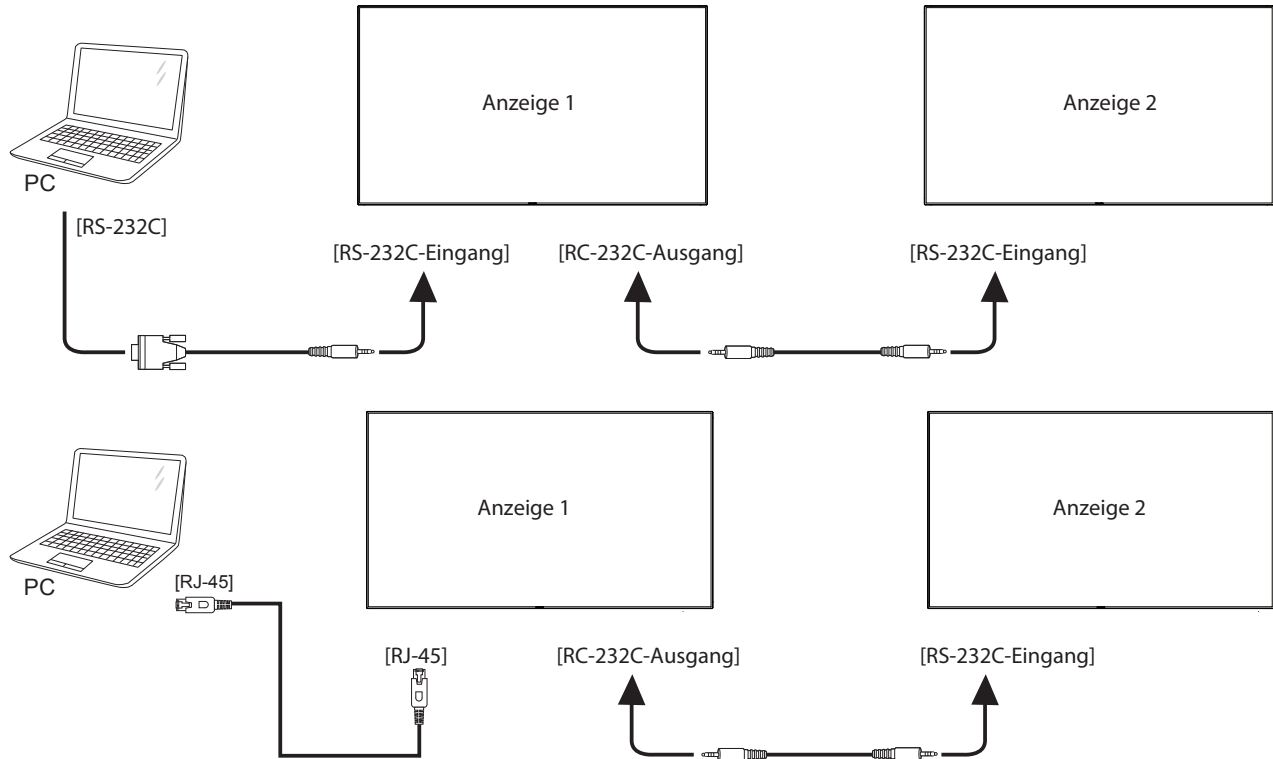 Anzeige 1
Anzeige 2
PC
[RS-232C]
[RS-232C-Eingang]
[RC-232C-Ausgang]
[RS-232C-Eingang]
Anzeige 1
Anzeige 2
PC
[RJ-45]
[RJ-45]
[RC-232C-Ausgang]
[RS-232C-Eingang]